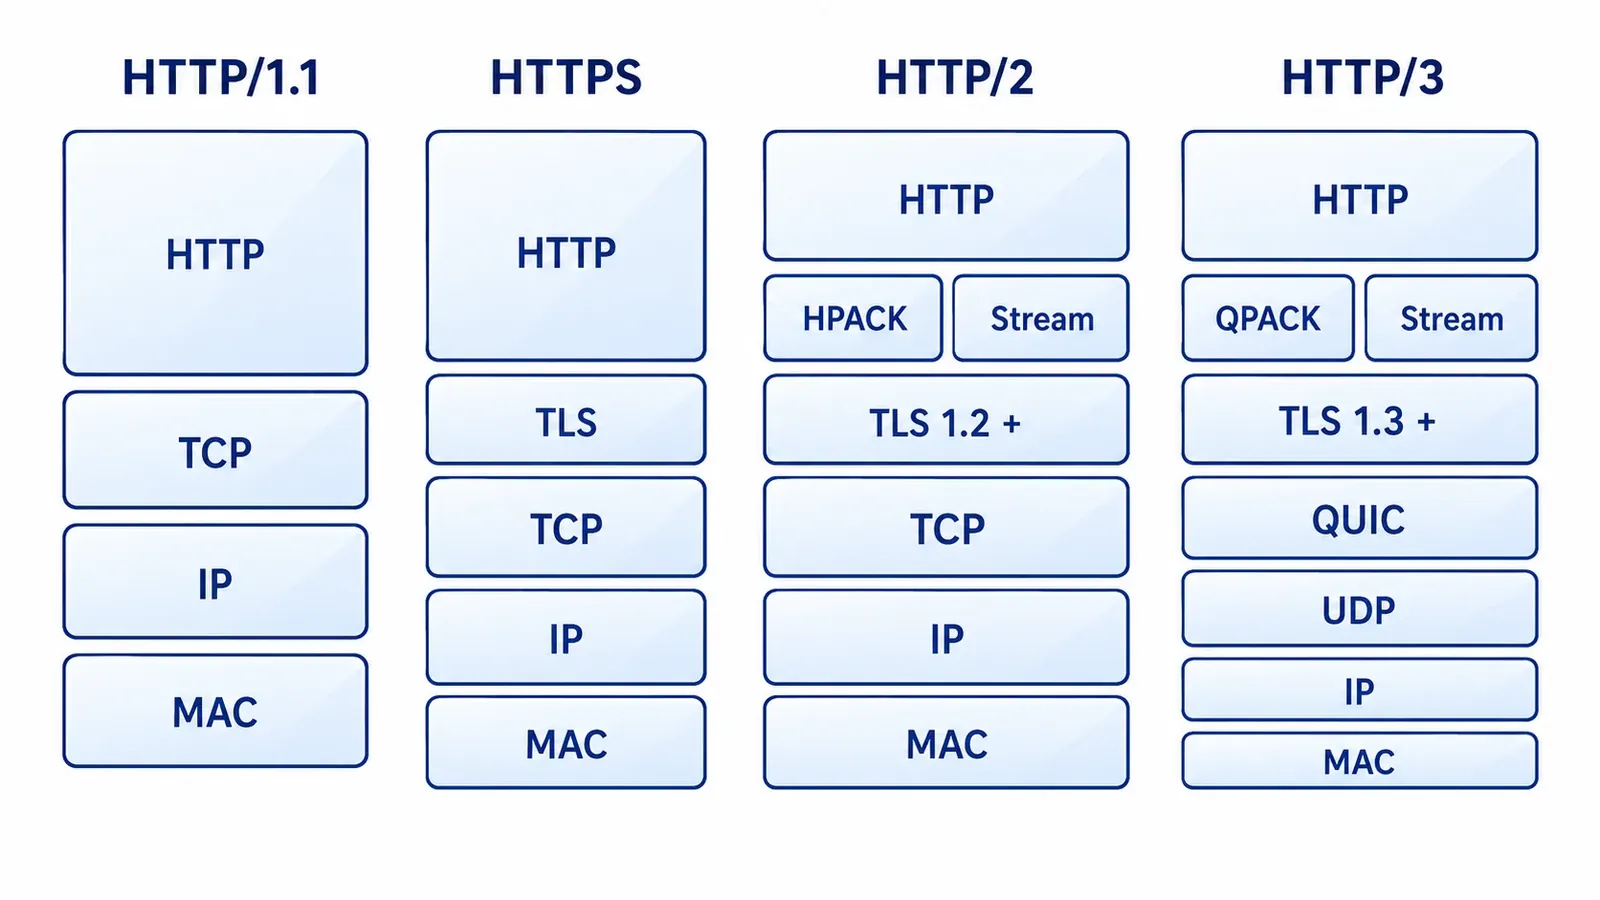 HTTP/1.1
HTTP
TCP
IP
MAC
HTTPS
HTTP
TLS
TCP
IP
MAC
HTTP/2
HTTP
HPACK
Stream
TLS 1.2 +
TCP
IP
MAC
HTTP/3
HTTP
QPACK
Stream
TLS 1.3 +
QUIC
UDP
IP
MAC